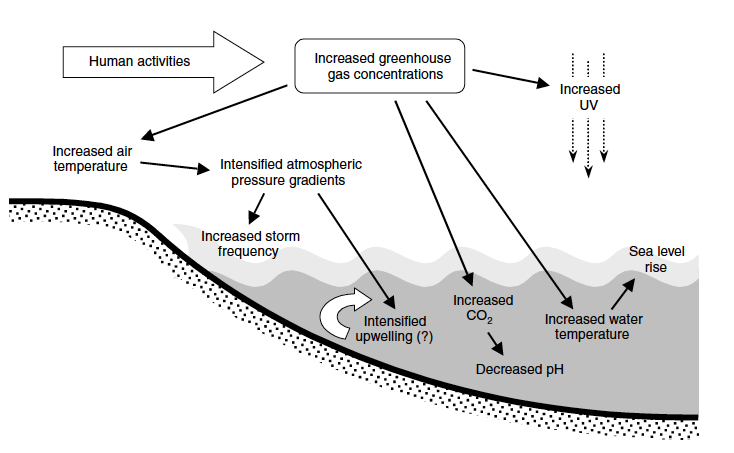 Human activities
Increased greenhouse
gas concentrations
Increased
UV
Increased air
temperature
Intensified atmospheric
pressure gradients
Increased storm
frequency
Sea level
rise
Increased
CO₂
Intensified
upwelling (?)
Increased water
temperature
Decreased pH